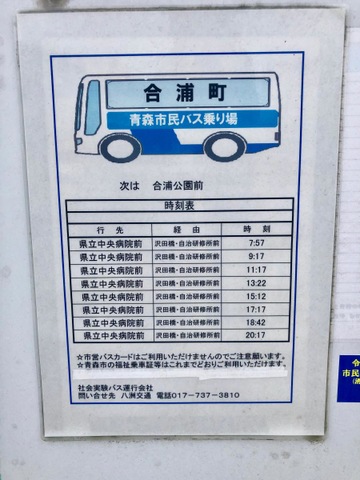 合浦町
青森市民バス乗り場
次は 合浦公園前
時刻表
行先 経由 時刻
県立中央病院前 沢田橋・自治研修所前 7:57
県立中央病院前 沢田橋・自治研修所前 9:17
県立中央病院前 沢田橋・自治研修所前 11:17
県立中央病院前 沢田橋・自治研修所前 13:22
県立中央病院前 沢田橋・自治研修所前 15:12
県立中央病院前 沢田橋・自治研修所前 17:17
県立中央病院前 沢田橋・自治研修所前 18:42
県立中央病院前 沢田橋・自治研修所前 20:17
☆市営バスカードはご利用いただけませんのでご注意願います。
☆青森市の福祉乗車証等はこれまでどおりご利用いただけます。
社会実験バス運行会社
問い合せ先 八洲交通 電話017-737-3810
令
市民